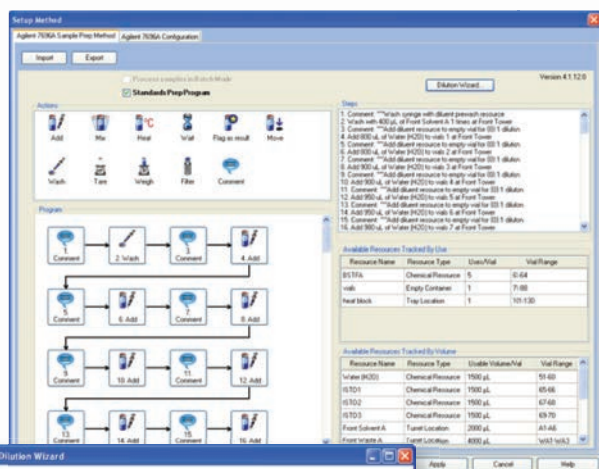 Setup Method
Agilent 7696A Sample Prep Method Agilent 7696A Configuration
Import Export
Process samples in Batch Mode
Standards Prep Program
Dilution Wizard...
Version 4.1.12.0
Actions
Add Mix Heat Wait Flag as result Move
Wash Tare Weigh Filter Comment
Steps
1. Comment: "Wash syringe with diluent prewash resource
2. Wash with 400 µL of Front Solvent A 1 times at Front Tower
3. Comment: "Add diluent resource to empty vial for dilution
4. Add 800 uL of Water (H2O) to vials 1 at Front Tower
5. Comment: "Add diluent resource to empty vial for dilution
6. Add 800 uL of Water (H2O) to vials 2 at Front Tower
7. Comment: "Add diluent resource to empty vial for dilution
8. Add 900 uL of Water (H2O) to vials 3 at Front Tower
9. Comment: "Add diluent resource to empty vial for dilution
10. Add 900 uL of Water (H2O) to vials 4 at Front Tower
11. Comment: "Add diluent resource to empty vial for dilution
12. Add 950 uL of Water (H2O) to vials 5 at Front Tower
13. Comment: "Add diluent resource to empty vial for dilution
14. Add 950 uL of Water (H2O) to vials 6 at Front Tower
15. Comment: "Add diluent resource to empty vial for dilution
16. Add 980 uL of Water (H2O) to vials 7 at Front Tower
Program
1. Comment 2. Wash 3. Comment 4. Add
5. Comment 6. Add 7. Comment 8. Add
9. Comment 10. Add 11. Comment 12. Add
13. Comment 14. Add 15. Comment 16. Add
Available Resources Tracked By Use
Resource Name Resource Type Uses/Vial Vial Range
BSTFA Chemical Resource 5 61-64
vials Empty Container 1 71-88
heat block Tray Location 1 101-130
Available Resources Tracked By Volume
Resource Name Resource Type Usable Volume/Vial Vial Range
Water (H2O) Chemical Resource 1500 µL 51-60
ISTD1 Chemical Resource 1500 µL 65-66
ISTD2 Chemical Resource 1500 µL 67-68
ISTD3 Chemical Resource 1500 µL 69-70
Front Solvent A Turret Location 2000 µL A1-A6
Front Waste A Turret Location 4000 µL WA1-WA3
Dilution Wizard
Apply Cancel Help